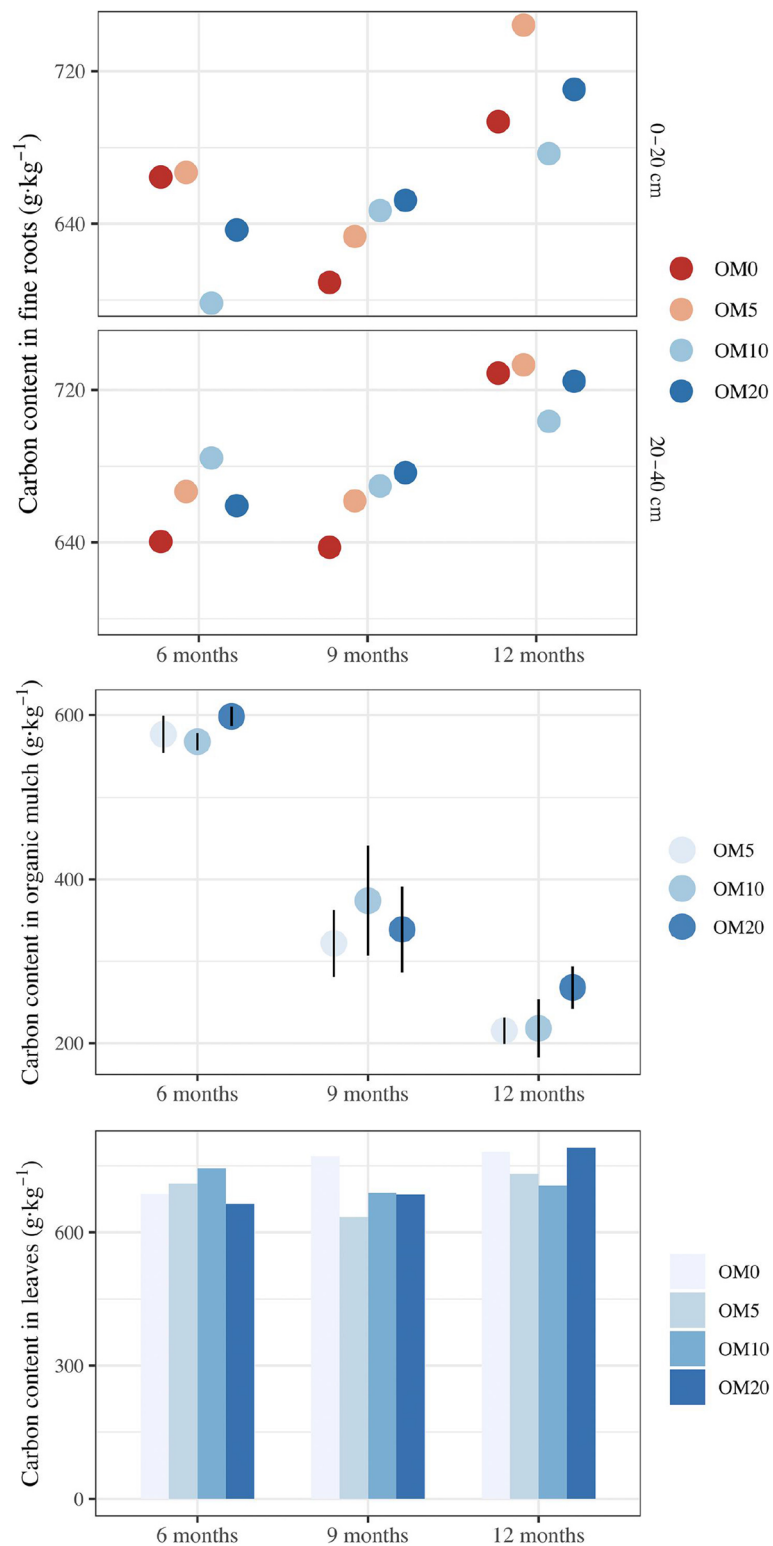 Carbon content in fine roots (g·kg⁻¹)
720
640
0−20 cm
720
640
20−40 cm
6 months
9 months
12 months
OM0
OM5
OM10
OM20
Carbon content in organic mulch (g·kg⁻¹)
600
400
200
6 months
9 months
12 months
OM5
OM10
OM20
Carbon content in leaves (g·kg⁻¹)
600
300
0
6 months
9 months
12 months
OM0
OM5
OM10
OM20